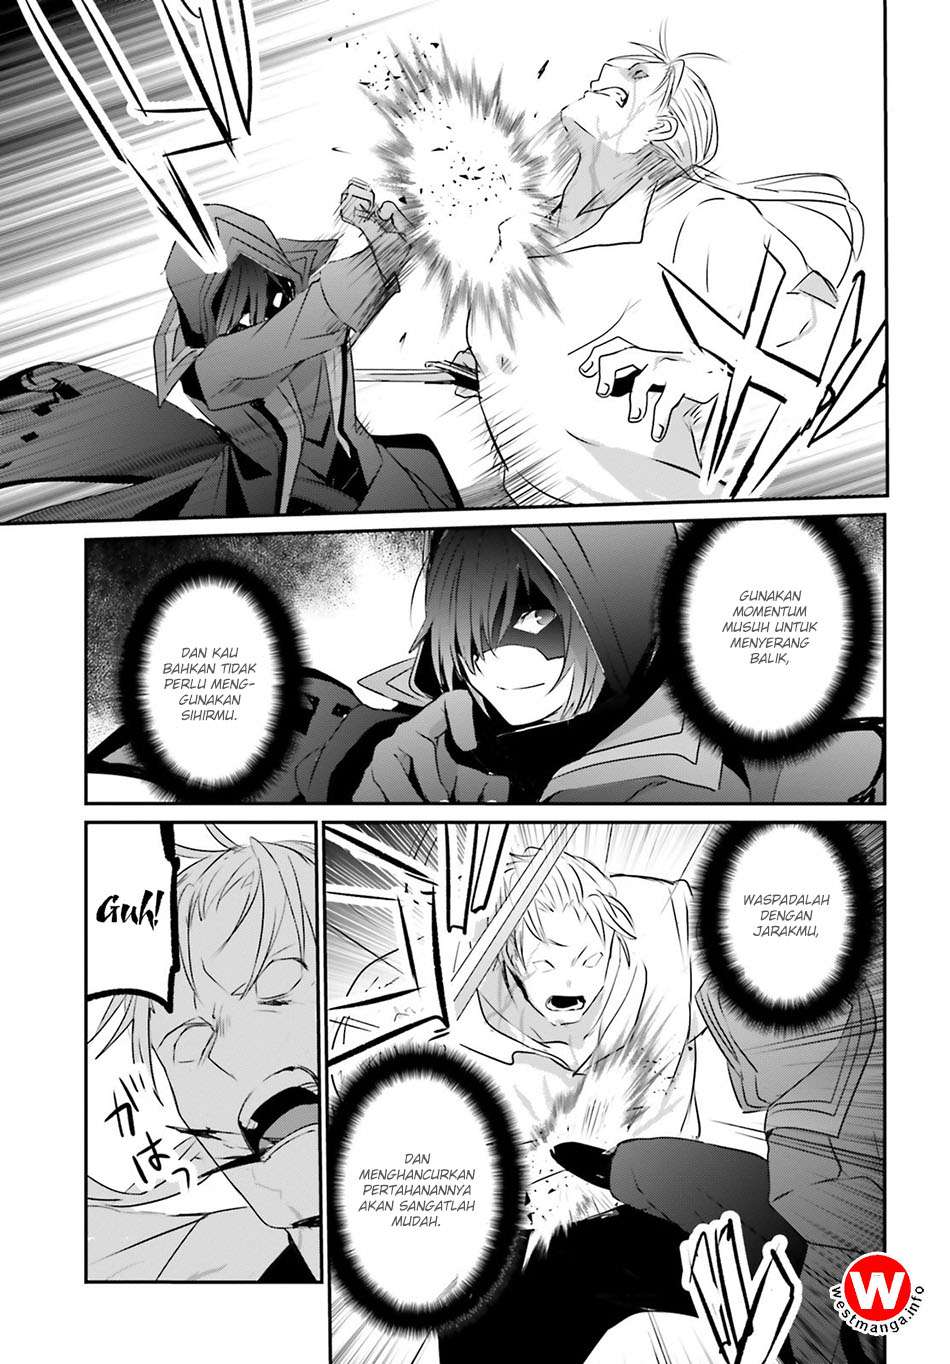 GUNAKAN
MOMENTUM
MUSUH UNTUK
MENYERANG
BALIK,
DAN KAU
BAHKAN TIDAK
PERLU MENG-
GUNAKAN
SIHIRMU.
WASPADALAH
DENGAN
JARAKMU,
DAN
MENGHANCURKAN
PERTAHANANNYA
AKAN SANGATLAH
MUDAH.
Guh!
がはっ
W
westmanga.info